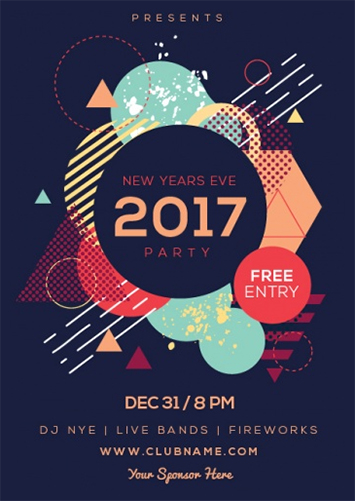 PRESENTS
NEW YEARS EVE
2017
PARTY
FREE
ENTRY
DEC 31 / 8 PM
DJ NYE | LIVE BANDS | FIREWORKS
WWW.CLUBNAME.COM
Your Sponsor Here